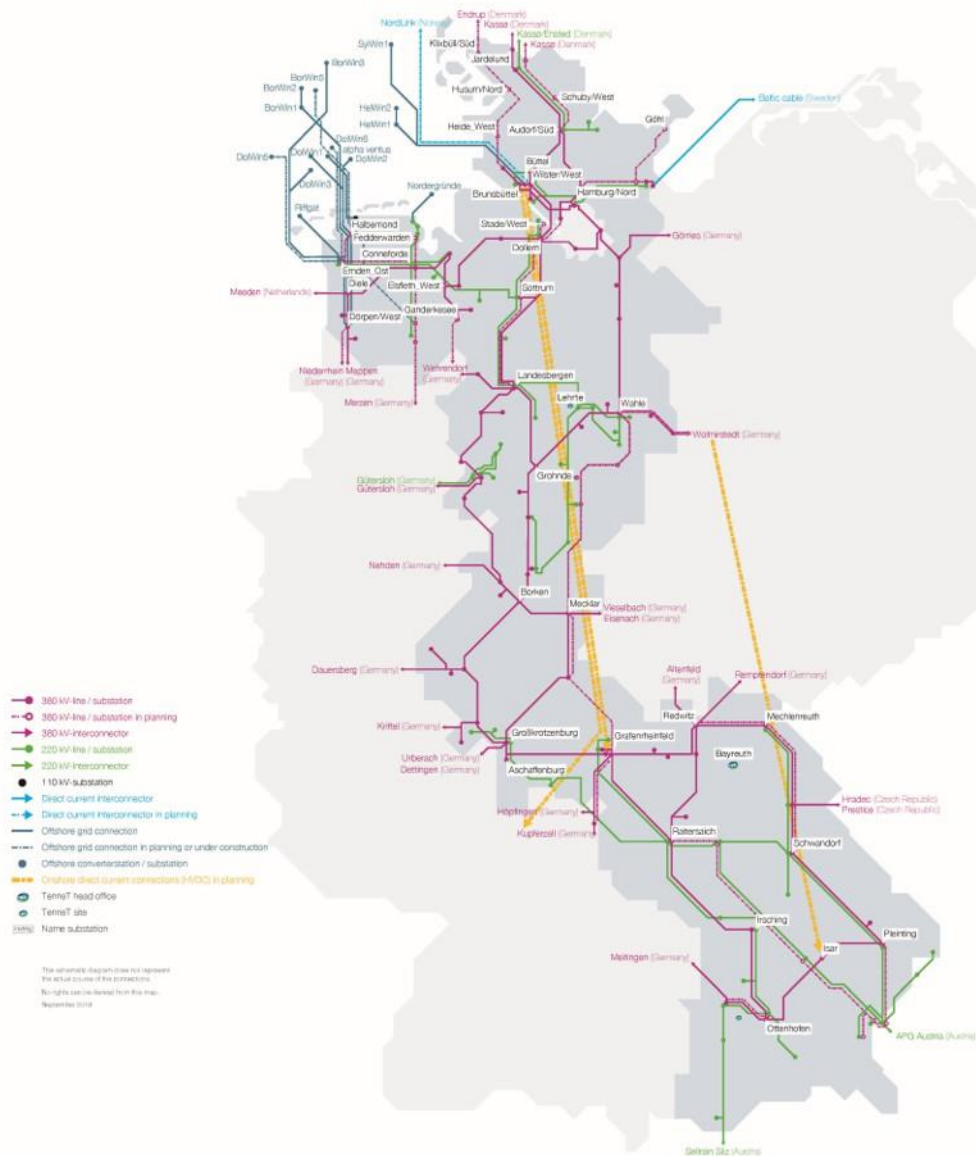 Endrup (Denmark)
Kassø (Denmark)
Kassø/Ensted (Denmark)
Kassø (Denmark)
NordLink
Klixbüll/Süd
SylWin1
Jardelund
BorWin3
BorWin5
BorWin2
Husum/Nord
Schuby/West
Baltic cable (Sweden)
BorWin1
HelWin2
HelWin1
Heide_West
Audorf/Süd
Göhl
DolWin6
alpha ventus
DolWin5
DolWin1
DolWin2
Büttel
Wilster/West
DolWin3
Nordergründe
Brunsbüttel
Hamburg/Nord
Riffgat
Halbemond
Stade/West
Fedderwarden
Görries (Germany)
Conneforde
Dollern
Emden_Ost
Diele
Elsfleth_West
Sottrum
Meeden (Netherlands)
Dörpen/West
Ganderkesee
Niederrhein Meppen
(Germany) (Germany)
Wehrendorf
(Germany)
Landesbergen
Merzen (Germany)
Lehrte
Wahle
Wolmirstedt (Germany)
Gütersloh (Germany)
Gütersloh (Germany)
Grohnde
Nehden (Germany)
Borken
Mecklar
Vieselbach (Germany)
Eisenach (Germany)
Dauersberg (Germany)
Altenfeld
(Germany)
Remptendorf (Germany)
380 kV-line / substation
380 kV-line / substation in planning
380 kV-interconnector
220 kV-line / substation
220 kV-interconnector
110 kV-substation
Direct current interconnector
Direct current interconnector in planning
Offshore grid connection
Offshore grid connection in planning or under construction
Offshore converterstation / substation
Onshore direct current connections (HVDC) in planning
TenneT head office
TenneT site
Name substation
Kriftel (Germany)
Großkrotzenburg
Grafenrheinfeld
Redwitz
Mechlenreuth
Urberach (Germany)
Dettingen (Germany)
Aschaffenburg
Bayreuth
Höpfingen (Germany)
Kupferzell (Germany)
Hradec (Czech Republic)
Prestice (Czech Republic)
Raitersaich
Schwandorf
Irsching
Pleinting
Isar
Meitingen (Germany)
Ottenhofen
APG Austria (Austria)
Sellrain Silz (Austria)
The schematic diagram does not represent
the actual course of the connections.
No rights can be derived from this map.